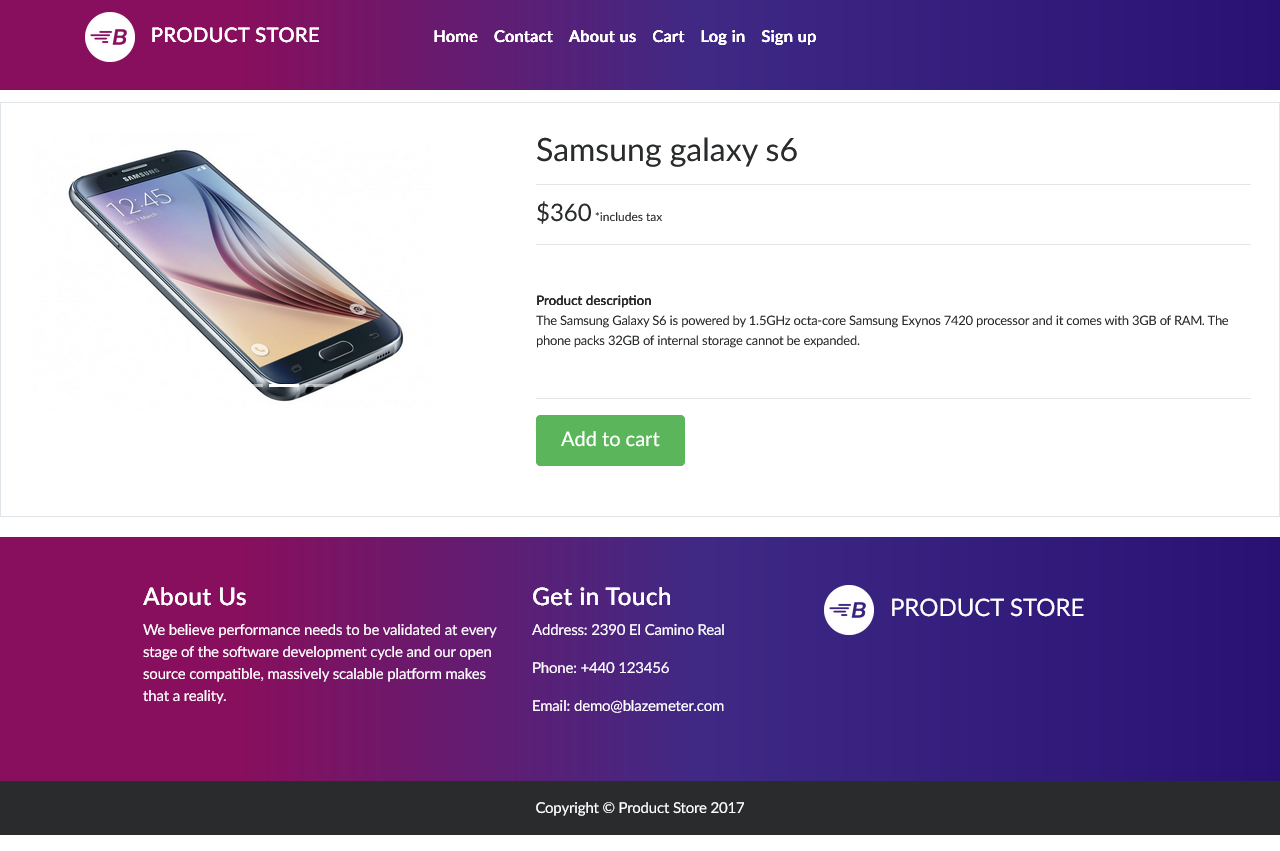 B PRODUCT STORE
Home Contact About us Cart Log in Sign up
SAMSUNG
12:45
Samsung galaxy s6
$360 *includes tax
Product description
The Samsung Galaxy S6 is powered by 1.5GHz octa-core Samsung Exynos 7420 processor and it comes with 3GB of RAM. The
phone packs 32GB of internal storage cannot be expanded.
Add to cart
About Us
We believe performance needs to be validated at every
stage of the software development cycle and our open
source compatible, massively scalable platform makes
that a reality.
Get in Touch
Address: 2390 El Camino Real
Phone: +440 123456
Email: demo@blazemeter.com
B PRODUCT STORE
Copyright © Product Store 2017